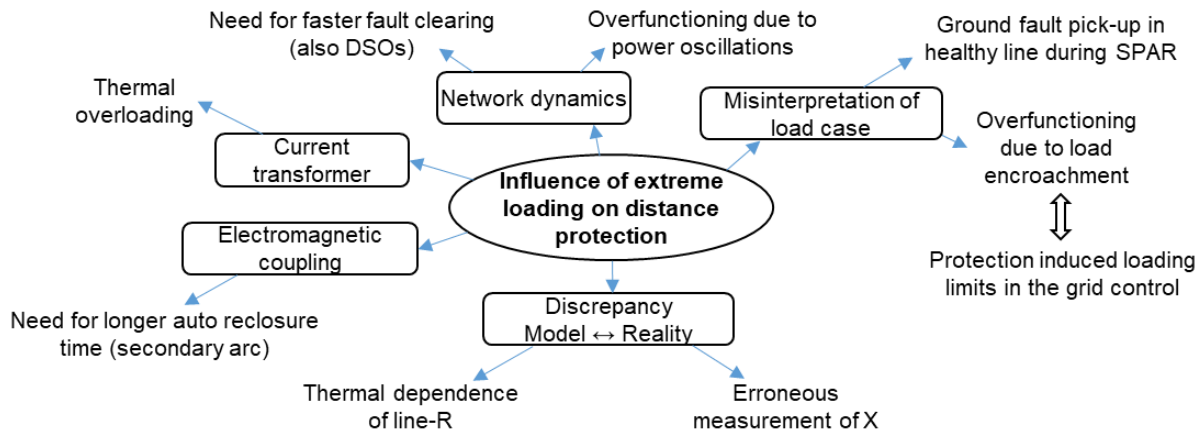 Need for faster fault clearing
(also DSOs)
Overfunctioning due to
power oscillations
Ground fault pick-up in
healthy line during SPAR
Thermal
overloading
Network dynamics
Misinterpretation of
load case
Current
transformer
Overfunctioning
due to load
encroachment
Influence of extreme
loading on distance
protection
Electromagnetic
coupling
Protection induced loading
limits in the grid control
Need for longer auto reclosure
time (secondary arc)
Discrepancy
Model ↔ Reality
Thermal dependence
of line-R
Erroneous
measurement of X